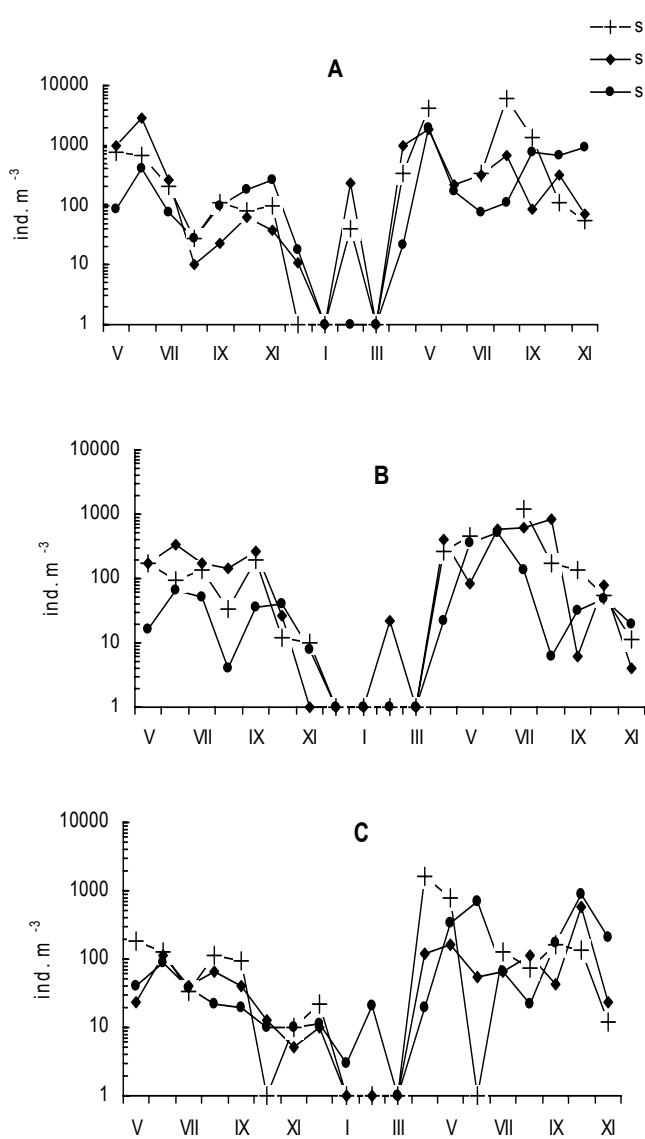 s
s
s
A
10000
1000
100
10
1
ind. m -3
V VII IX XI I III V VII IX XI
B
10000
1000
100
10
1
ind. m -3
V VII IX XI I III V VII IX XI
C
10000
1000
100
10
1
ind. m -3
V VII IX XI I III V VII IX XI